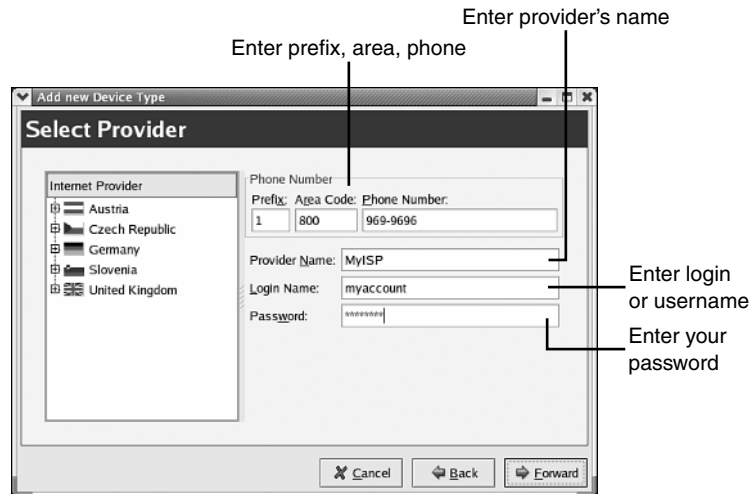 Enter provider's name
Enter prefix, area, phone
Add new Device Type
Select Provider
Internet Provider
Austria
Czech Republic
Germany
Slovenia
United Kingdom
Phone Number
Prefix: Area Code: Phone Number:
1 800 969-9696
Provider Name: MyISP
Login Name: myaccount
Password: ********
Enter login
or username
Enter your
password
Cancel Back Forward